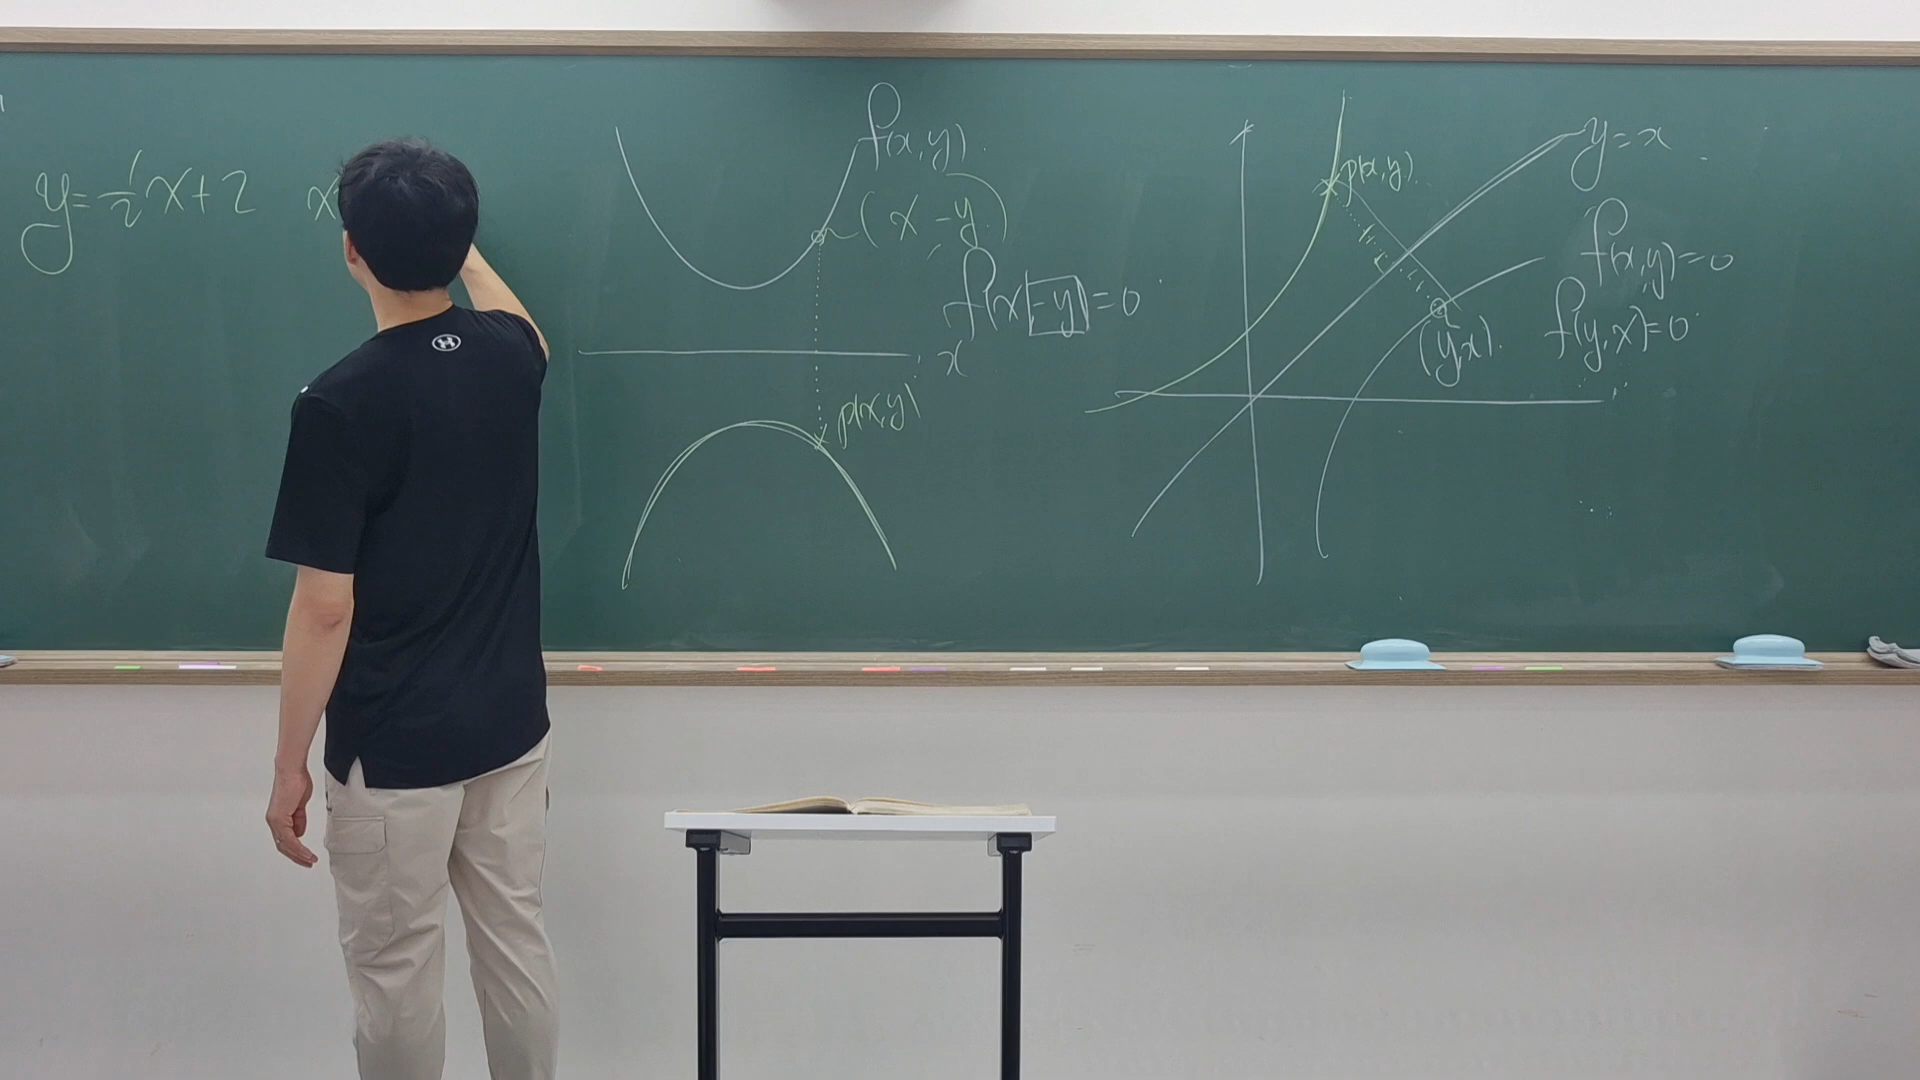 y=½x+2 x
f(x,y).
(x -y)
f(x -y)=0
x
p(x,y)
y=x
p(x,y).
f(x,y)=0
f(y,x)=0
(y,x).